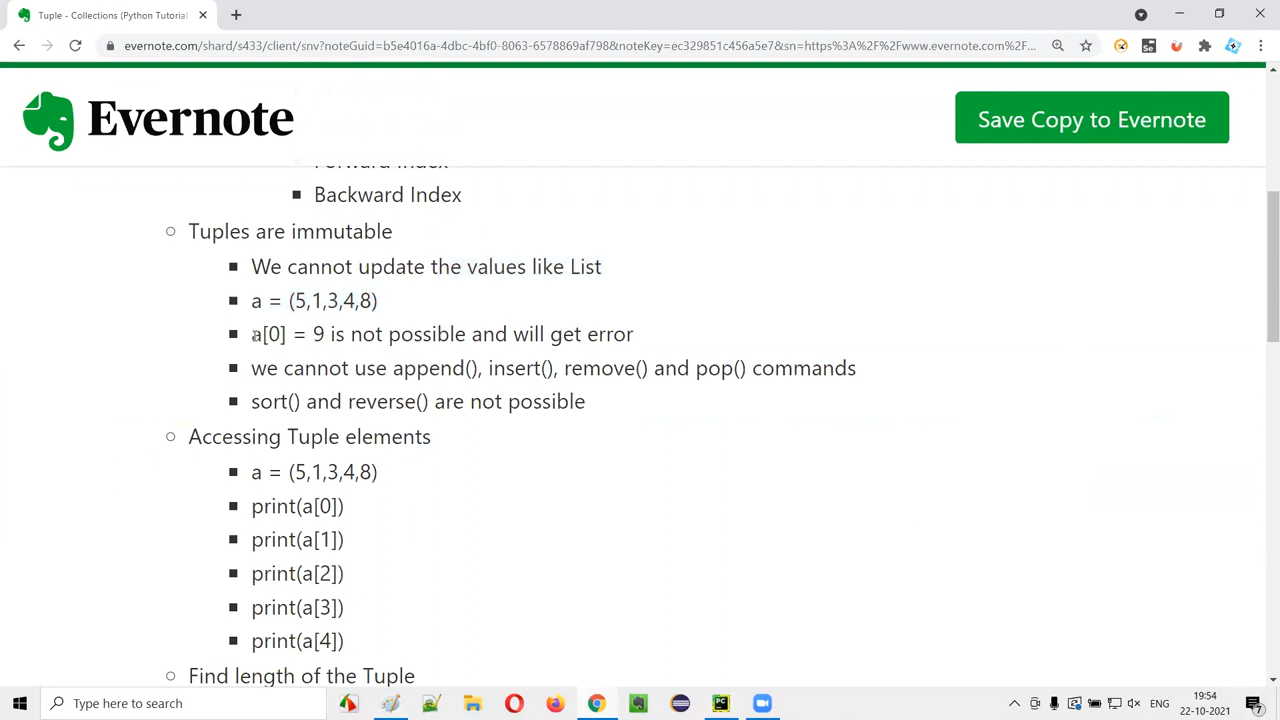 Tuple - Collections (Python Tutorial
evernote.com/shard/s433/client/snv?noteGuid=b5e4016a-4dbc-4bf0-8063-6578869af798&noteKey=ec329851c456a5e7&sn=https%3A%2F%2Fwww.evernote.com%2F...
Evernote
Save Copy to Evernote
Forward Index
Backward Index
Tuples are immutable
We cannot update the values like List
a = (5,1,3,4,8)
a[0] = 9 is not possible and will get error
we cannot use append(), insert(), remove() and pop() commands
sort() and reverse() are not possible
Accessing Tuple elements
a = (5,1,3,4,8)
print(a[0])
print(a[1])
print(a[2])
print(a[3])
print(a[4])
Find length of the Tuple
Type here to search
ENG
19:54
22-10-2021
7